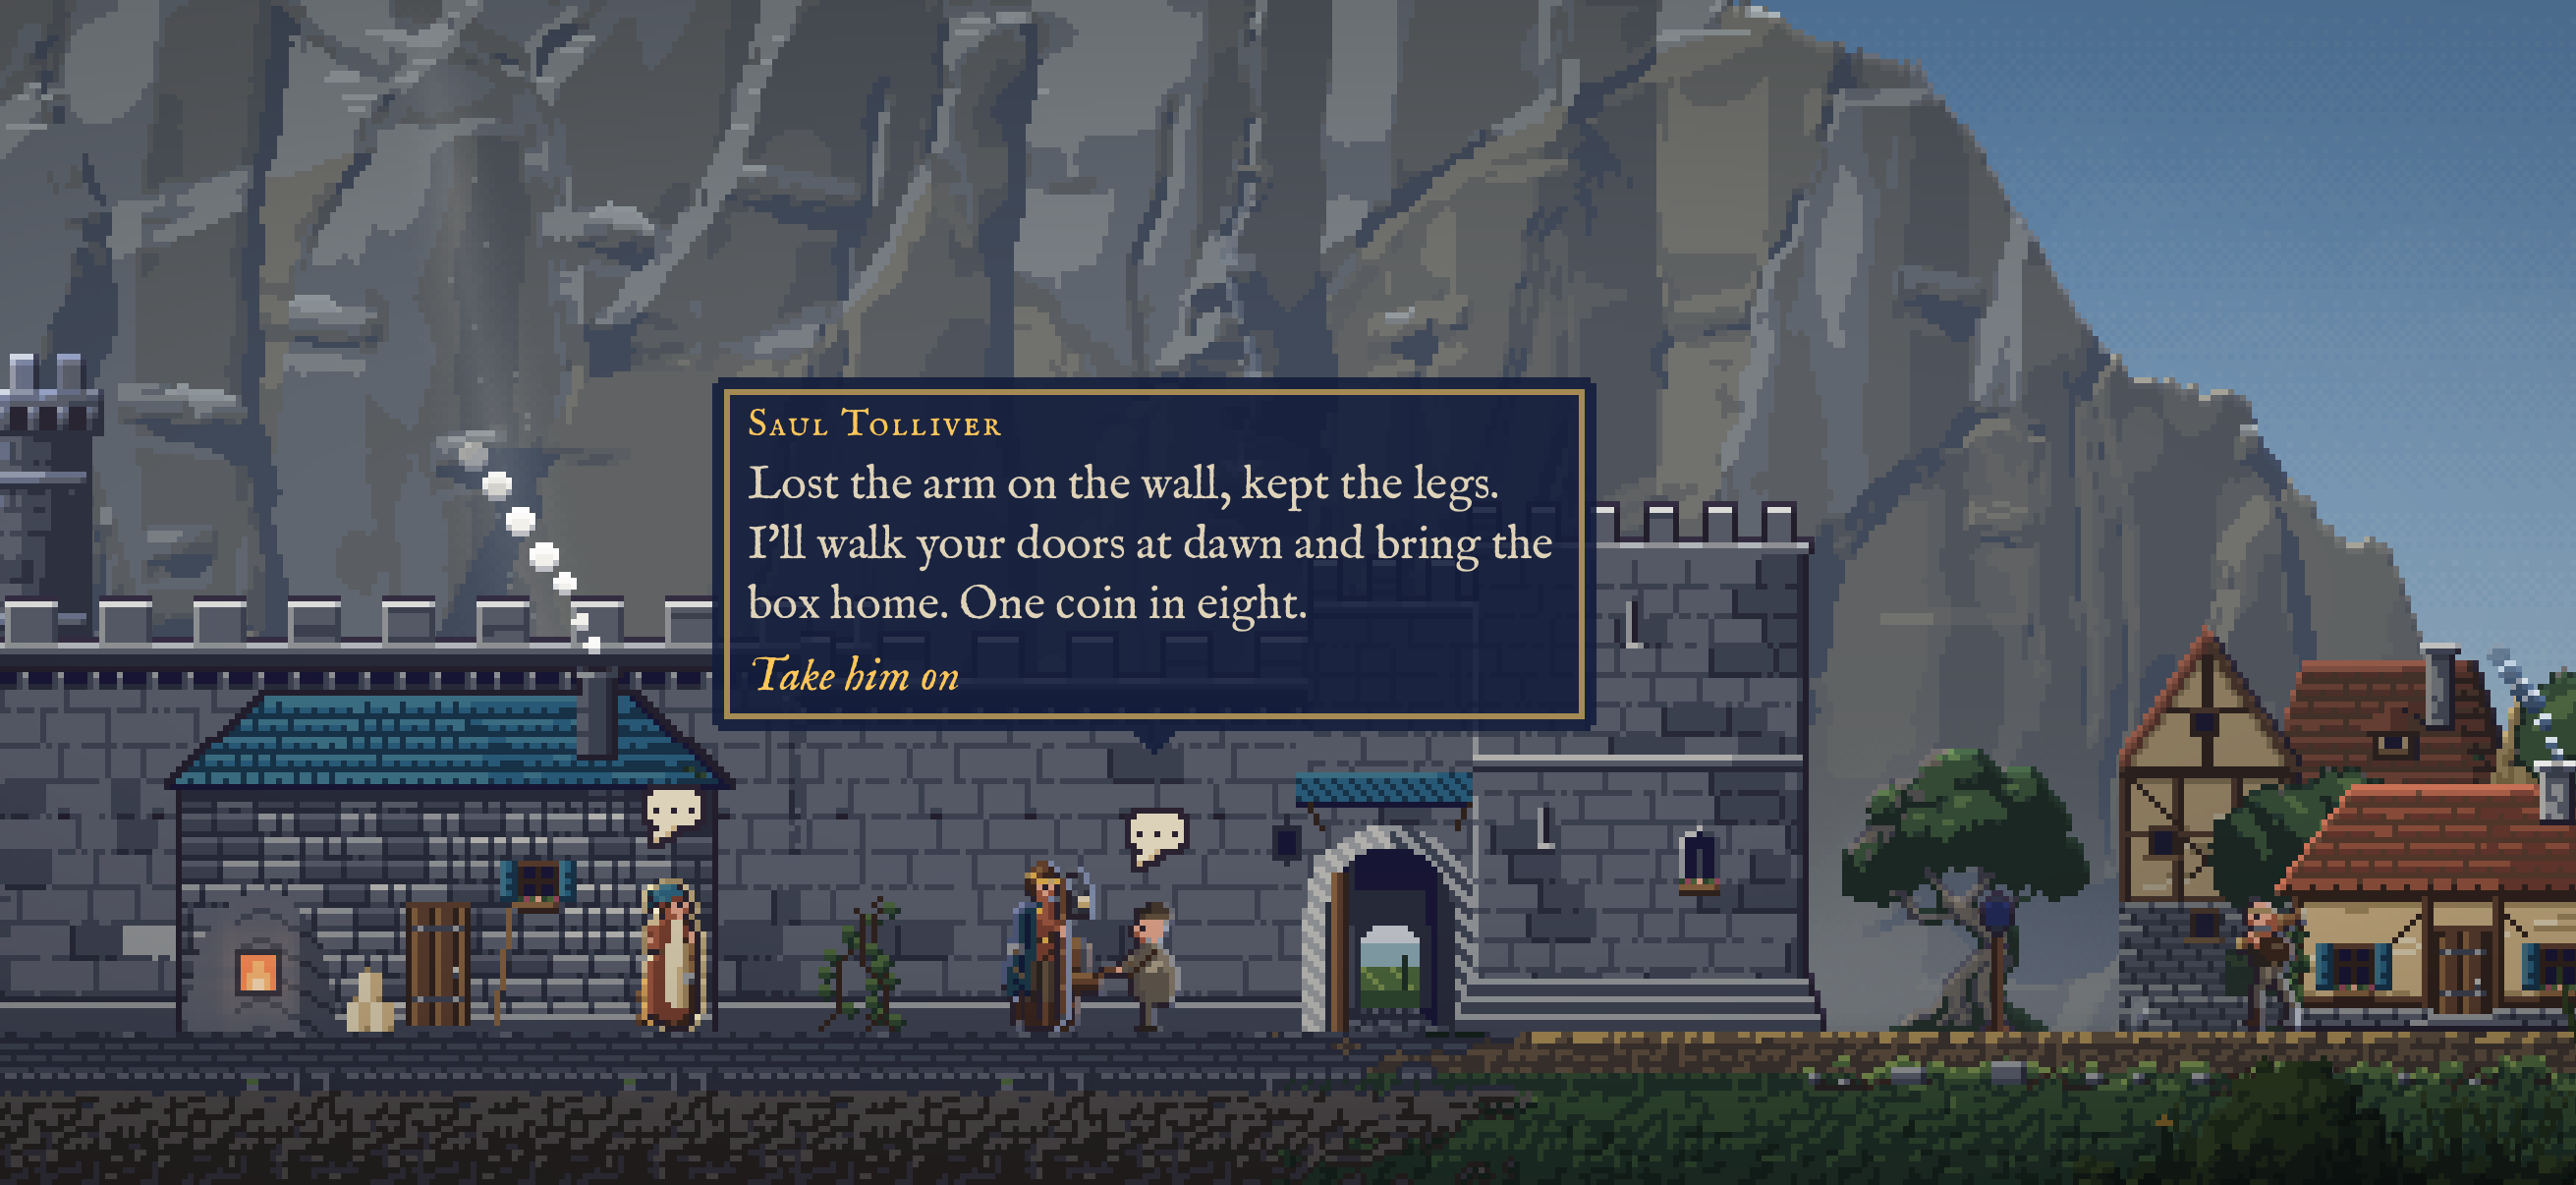 Saul Tolliver
Lost the arm on the wall, kept the legs.
I'll walk your doors at dawn and bring the
box home. One coin in eight.
Take him on